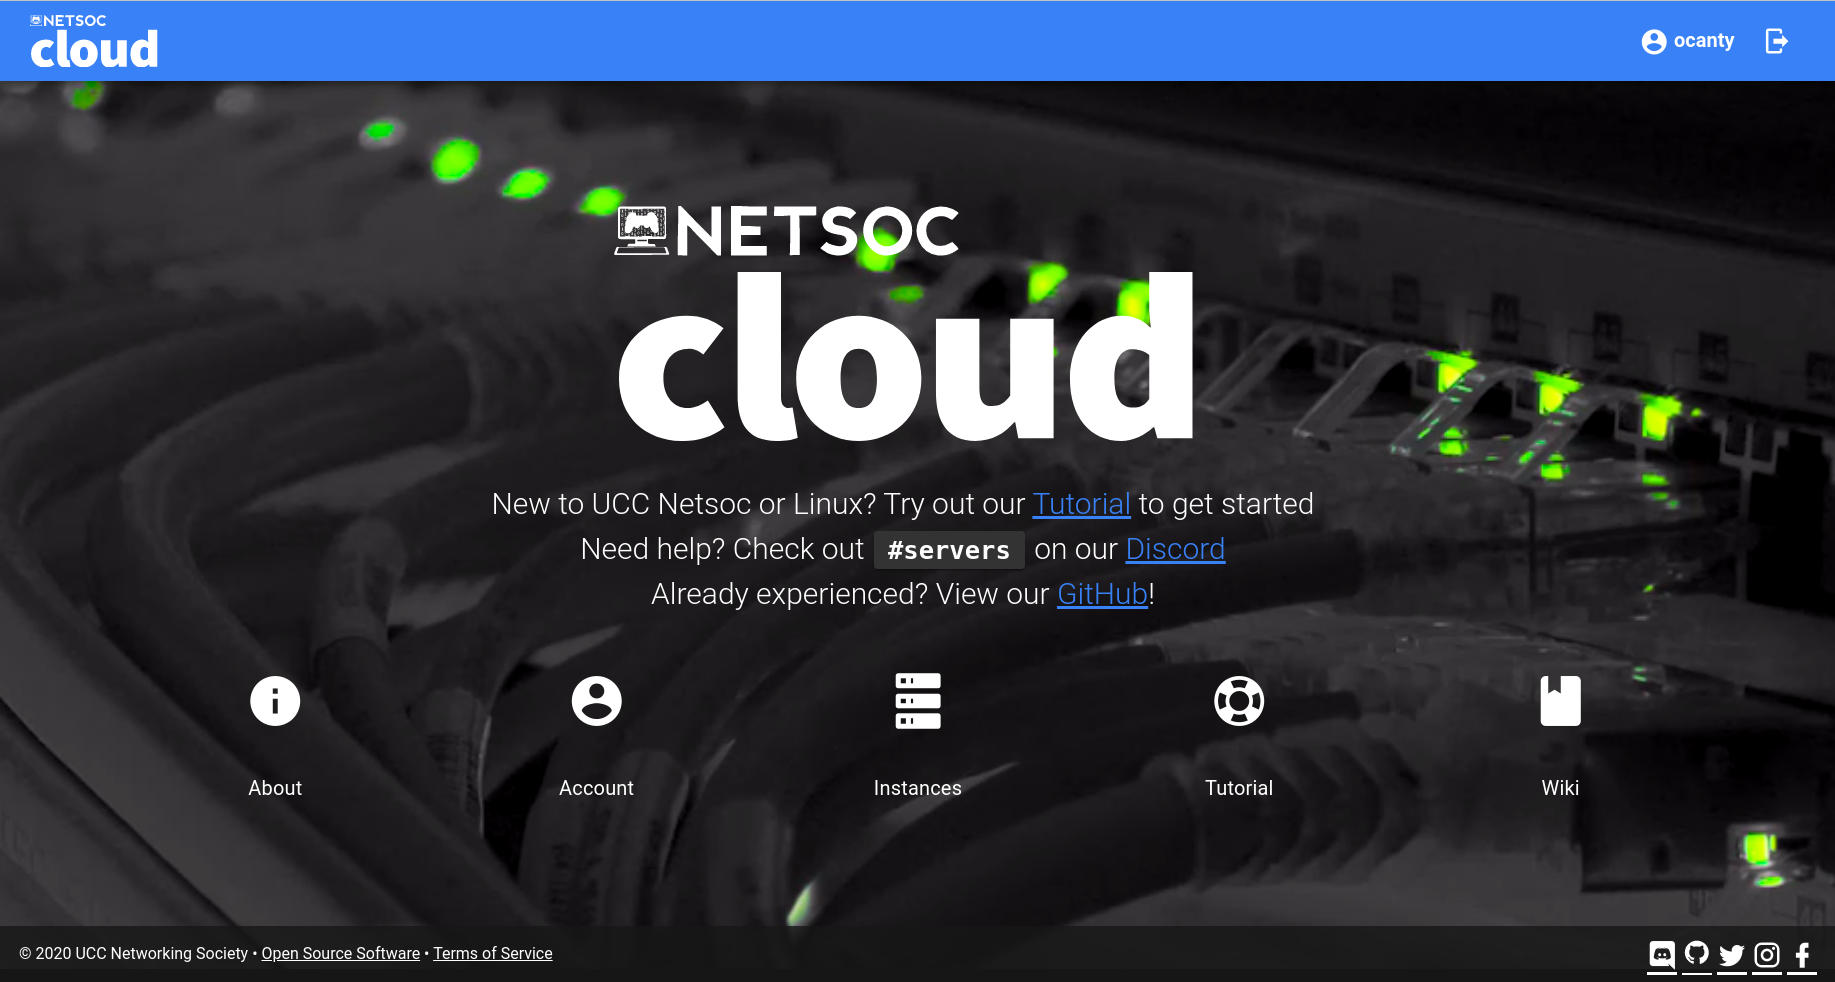 NETSOC
cloud
ocanty
NETSOC
cloud
New to UCC Netsoc or Linux? Try out our Tutorial to get started
Need help? Check out #servers on our Discord
Already experienced? View our GitHub!
About
Account
Instances
Tutorial
Wiki
© 2020 UCC Networking Society • Open Source Software • Terms of Service